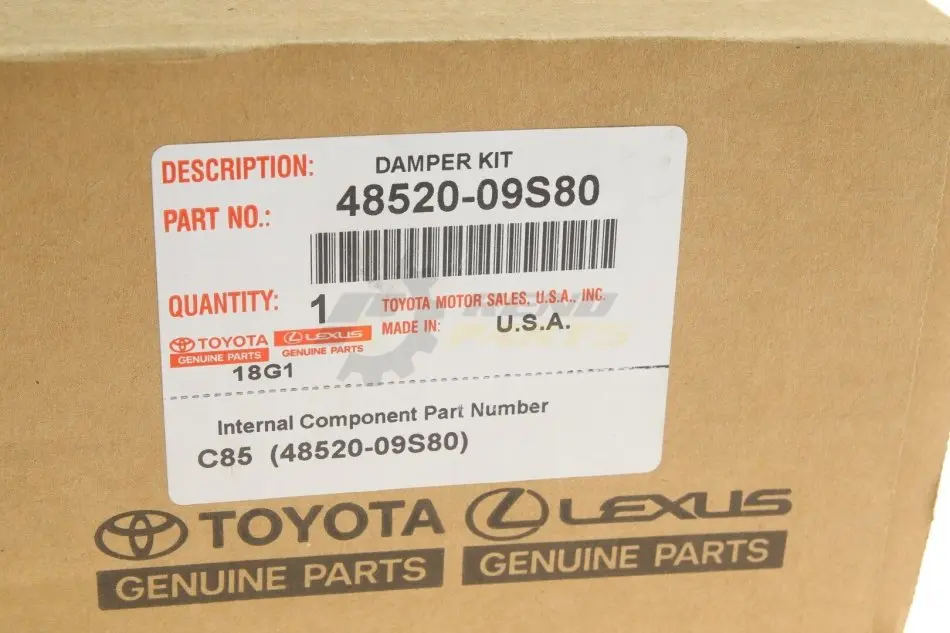 DESCRIPTION: DAMPER KIT
PART NO.: 48520-09S80
QUANTITY: 1
TOYOTA MOTOR SALES, U.S.A., INC.
MADE IN: U.S.A.
TOYOTA
GENUINE PARTS
LEXUS
GENUINE PARTS
18G1
Internal Component Part Number
C85 (48520-09S80)
TOYOTA
GENUINE PARTS
LEXUS
GENUINE PARTS